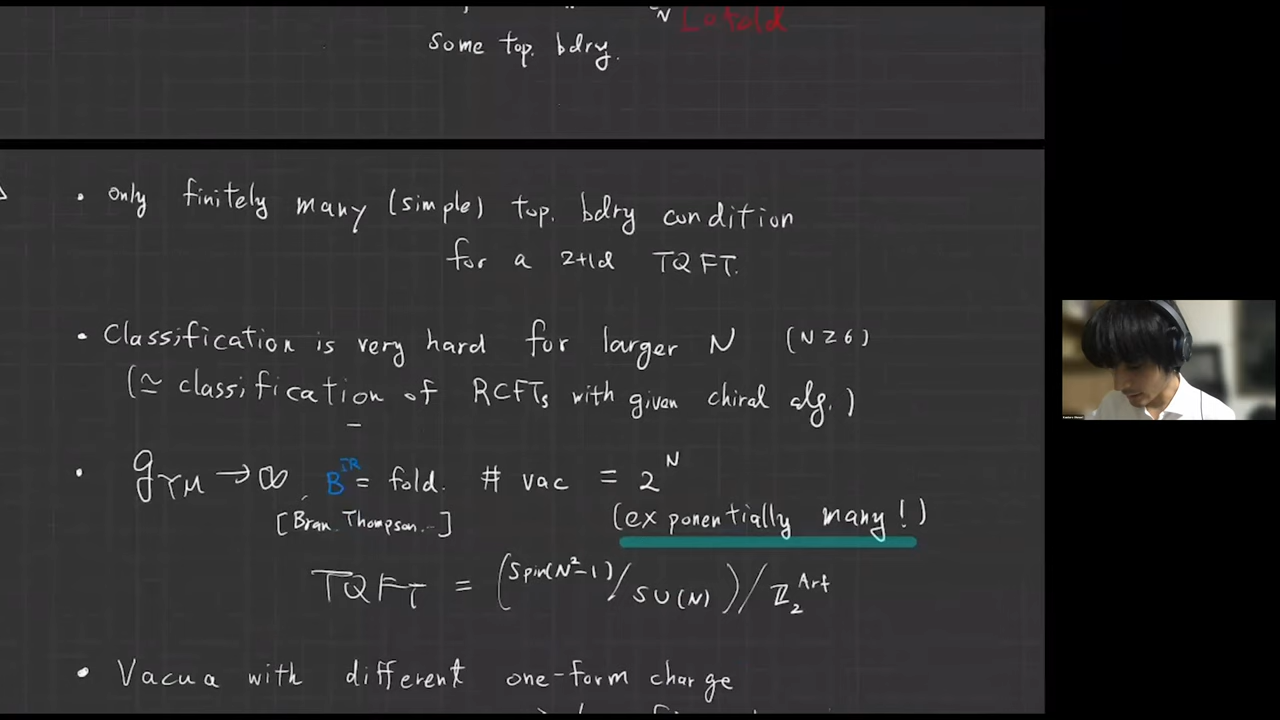 some top. bdry.
• only finitely many (simple) top. bdry condition
for a 2+1d TQFT.
• Classification is very hard for larger N (N≥6)
(≃ classification of RCFTs with given chiral alg.)
• g_YM → ∞, B^IR = fold. # vac = 2^N
[Bran. Thompson...]
(exponentially many!)
TQFT = (Spin(N²-1)/SU(N))/Z₂^Arf
• Vacua with different one-form charge